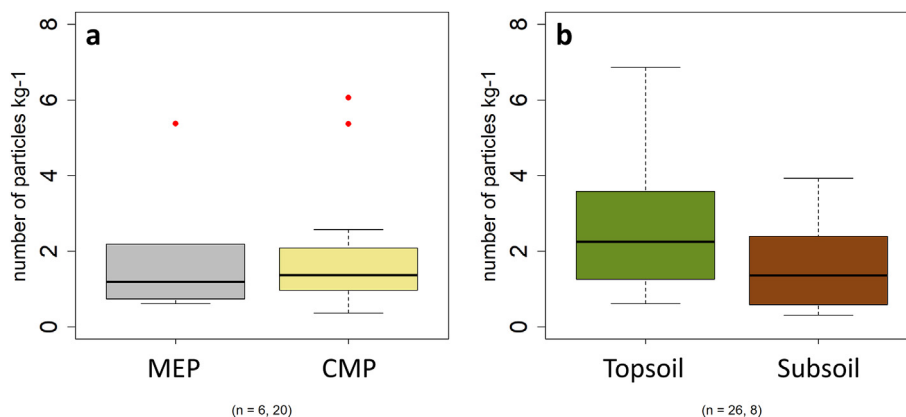 a
number of particles kg-1
8
6
4
2
0
MEP CMP
(n = 6, 20)
b
number of particles kg-1
8
6
4
2
0
Topsoil Subsoil
(n = 26, 8)